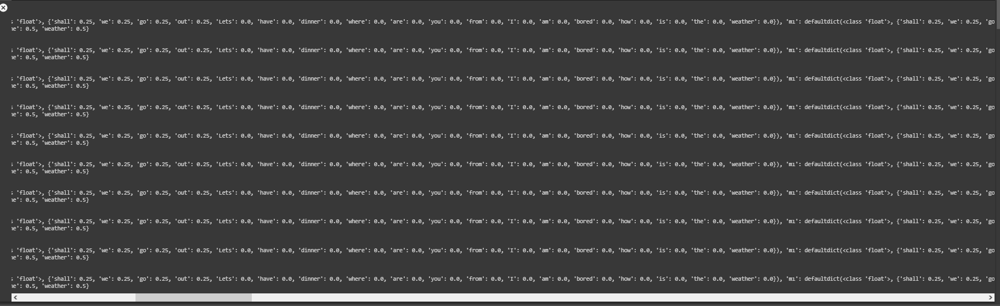 s 'float'>, {'shall': 0.25, 'we': 0.25, 'go': 0.25, 'out': 0.25, 'Lets': 0.0, 'have': 0.0, 'dinner': 0.0, 'where': 0.0, 'are': 0.0, 'you': 0.0, 'from': 0.0, 'I': 0.0, 'am': 0.0, 'bored': 0.0, 'how': 0.0, 'is': 0.0, 'the': 0.0, 'weather': 0.0}), 'mı': defaultdict(<class 'float'>, {'shall': 0.25, 'we': 0.25, 'go
he': 0.5, 'weather': 0.5}
s 'float'>, {'shall': 0.25, 'we': 0.25, 'go': 0.25, 'out': 0.25, 'Lets': 0.0, 'have': 0.0, 'dinner': 0.0, 'where': 0.0, 'are': 0.0, 'you': 0.0, 'from': 0.0, 'I': 0.0, 'am': 0.0, 'bored': 0.0, 'how': 0.0, 'is': 0.0, 'the': 0.0, 'weather': 0.0}), 'mı': defaultdict(<class 'float'>, {'shall': 0.25, 'we': 0.25, 'go
he': 0.5, 'weather': 0.5}
s 'float'>, {'shall': 0.25, 'we': 0.25, 'go': 0.25, 'out': 0.25, 'Lets': 0.0, 'have': 0.0, 'dinner': 0.0, 'where': 0.0, 'are': 0.0, 'you': 0.0, 'from': 0.0, 'I': 0.0, 'am': 0.0, 'bored': 0.0, 'how': 0.0, 'is': 0.0, 'the': 0.0, 'weather': 0.0}), 'mı': defaultdict(<class 'float'>, {'shall': 0.25, 'we': 0.25, 'go
he': 0.5, 'weather': 0.5}
s 'float'>, {'shall': 0.25, 'we': 0.25, 'go': 0.25, 'out': 0.25, 'Lets': 0.0, 'have': 0.0, 'dinner': 0.0, 'where': 0.0, 'are': 0.0, 'you': 0.0, 'from': 0.0, 'I': 0.0, 'am': 0.0, 'bored': 0.0, 'how': 0.0, 'is': 0.0, 'the': 0.0, 'weather': 0.0}), 'mı': defaultdict(<class 'float'>, {'shall': 0.25, 'we': 0.25, 'go
he': 0.5, 'weather': 0.5}
s 'float'>, {'shall': 0.25, 'we': 0.25, 'go': 0.25, 'out': 0.25, 'Lets': 0.0, 'have': 0.0, 'dinner': 0.0, 'where': 0.0, 'are': 0.0, 'you': 0.0, 'from': 0.0, 'I': 0.0, 'am': 0.0, 'bored': 0.0, 'how': 0.0, 'is': 0.0, 'the': 0.0, 'weather': 0.0}), 'mı': defaultdict(<class 'float'>, {'shall': 0.25, 'we': 0.25, 'go
he': 0.5, 'weather': 0.5}
s 'float'>, {'shall': 0.25, 'we': 0.25, 'go': 0.25, 'out': 0.25, 'Lets': 0.0, 'have': 0.0, 'dinner': 0.0, 'where': 0.0, 'are': 0.0, 'you': 0.0, 'from': 0.0, 'I': 0.0, 'am': 0.0, 'bored': 0.0, 'how': 0.0, 'is': 0.0, 'the': 0.0, 'weather': 0.0}), 'mı': defaultdict(<class 'float'>, {'shall': 0.25, 'we': 0.25, 'go
he': 0.5, 'weather': 0.5}
s 'float'>, {'shall': 0.25, 'we': 0.25, 'go': 0.25, 'out': 0.25, 'Lets': 0.0, 'have': 0.0, 'dinner': 0.0, 'where': 0.0, 'are': 0.0, 'you': 0.0, 'from': 0.0, 'I': 0.0, 'am': 0.0, 'bored': 0.0, 'how': 0.0, 'is': 0.0, 'the': 0.0, 'weather': 0.0}), 'mı': defaultdict(<class 'float'>, {'shall': 0.25, 'we': 0.25, 'go
he': 0.5, 'weather': 0.5}
s 'float'>, {'shall': 0.25, 'we': 0.25, 'go': 0.25, 'out': 0.25, 'Lets': 0.0, 'have': 0.0, 'dinner': 0.0, 'where': 0.0, 'are': 0.0, 'you': 0.0, 'from': 0.0, 'I': 0.0, 'am': 0.0, 'bored': 0.0, 'how': 0.0, 'is': 0.0, 'the': 0.0, 'weather': 0.0}), 'mı': defaultdict(<class 'float'>, {'shall': 0.25, 'we': 0.25, 'go
he': 0.5, 'weather': 0.5}
s 'float'>, {'shall': 0.25, 'we': 0.25, 'go': 0.25, 'out': 0.25, 'Lets': 0.0, 'have': 0.0, 'dinner': 0.0, 'where': 0.0, 'are': 0.0, 'you': 0.0, 'from': 0.0, 'I': 0.0, 'am': 0.0, 'bored': 0.0, 'how': 0.0, 'is': 0.0, 'the': 0.0, 'weather': 0.0}), 'mı': defaultdict(<class 'float'>, {'shall': 0.25, 'we': 0.25, 'go
he': 0.5, 'weather': 0.5}
s 'float'>, {'shall': 0.25, 'we': 0.25, 'go': 0.25, 'out': 0.25, 'Lets': 0.0, 'have': 0.0, 'dinner': 0.0, 'where': 0.0, 'are': 0.0, 'you': 0.0, 'from': 0.0, 'I': 0.0, 'am': 0.0, 'bored': 0.0, 'how': 0.0, 'is': 0.0, 'the': 0.0, 'weather': 0.0}), 'mı': defaultdict(<class 'float'>, {'shall': 0.25, 'we': 0.25, 'go
he': 0.5, 'weather': 0.5}